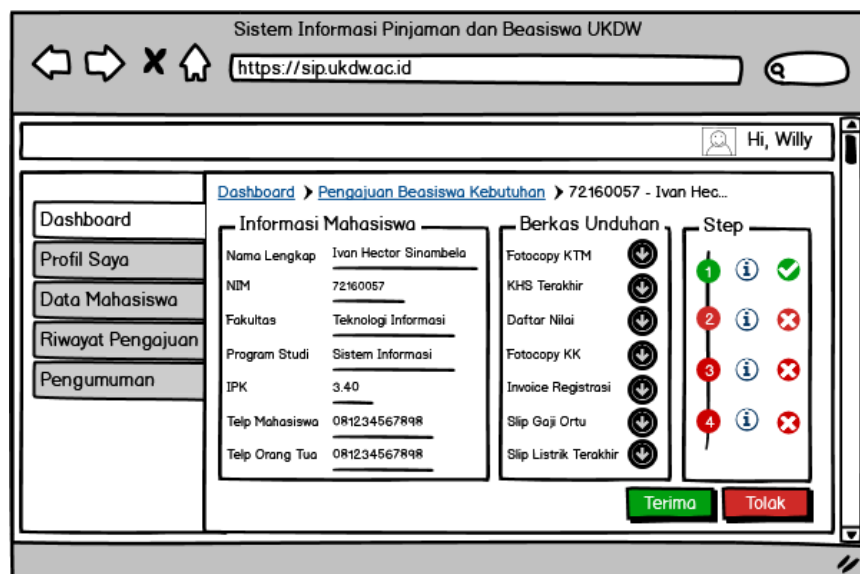 Sistem Informasi Pinjaman dan Beasiswa UKDW
https://sip.ukdw.ac.id
Hi, Willy
Dashboard
Profil Saya
Data Mahasiswa
Riwayat Pengajuan
Pengumuman
Dashboard > Pengajuan Beasiswa Kebutuhan > 72160057 - Ivan Hec...
Informasi Mahasiswa
Nama Lengkap Ivan Hector Sinambela
NIM 72160057
Fakultas Teknologi Informasi
Program Studi Sistem Informasi
IPK 3.40
Telp Mahasiswa 081234567898
Telp Orang Tua 081234567898
Berkas Unduhan
Fotocopy KTM
KHS Terakhir
Daftar Nilai
Fotocopy KK
Invoice Registrasi
Slip Gaji Ortu
Slip Listrik Terakhir
Step
1
2
3
4
Terima Tolak